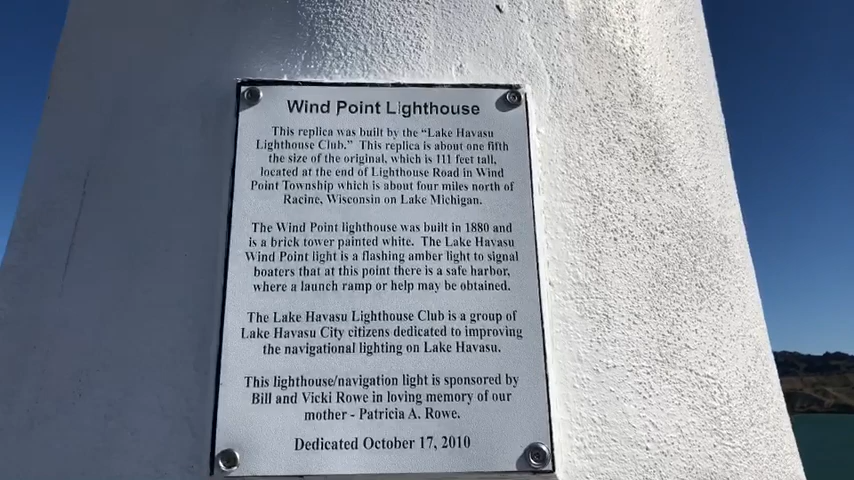 Wind Point Lighthouse
This replica was built by the “Lake Havasu
Lighthouse Club.” This replica is about one fifth
the size of the original, which is 111 feet tall,
located at the end of Lighthouse Road in Wind
Point Township which is about four miles north of
Racine, Wisconsin on Lake Michigan.
The Wind Point lighthouse was built in 1880 and
is a brick tower painted white. The Lake Havasu
Wind Point light is a flashing amber light to signal
boaters that at this point there is a safe harbor,
where a launch ramp or help may be obtained.
The Lake Havasu Lighthouse Club is a group of
Lake Havasu City citizens dedicated to improving
the navigational lighting on Lake Havasu.
This lighthouse/navigation light is sponsored by
Bill and Vicki Rowe in loving memory of our
mother - Patricia A. Rowe.
Dedicated October 17, 2010